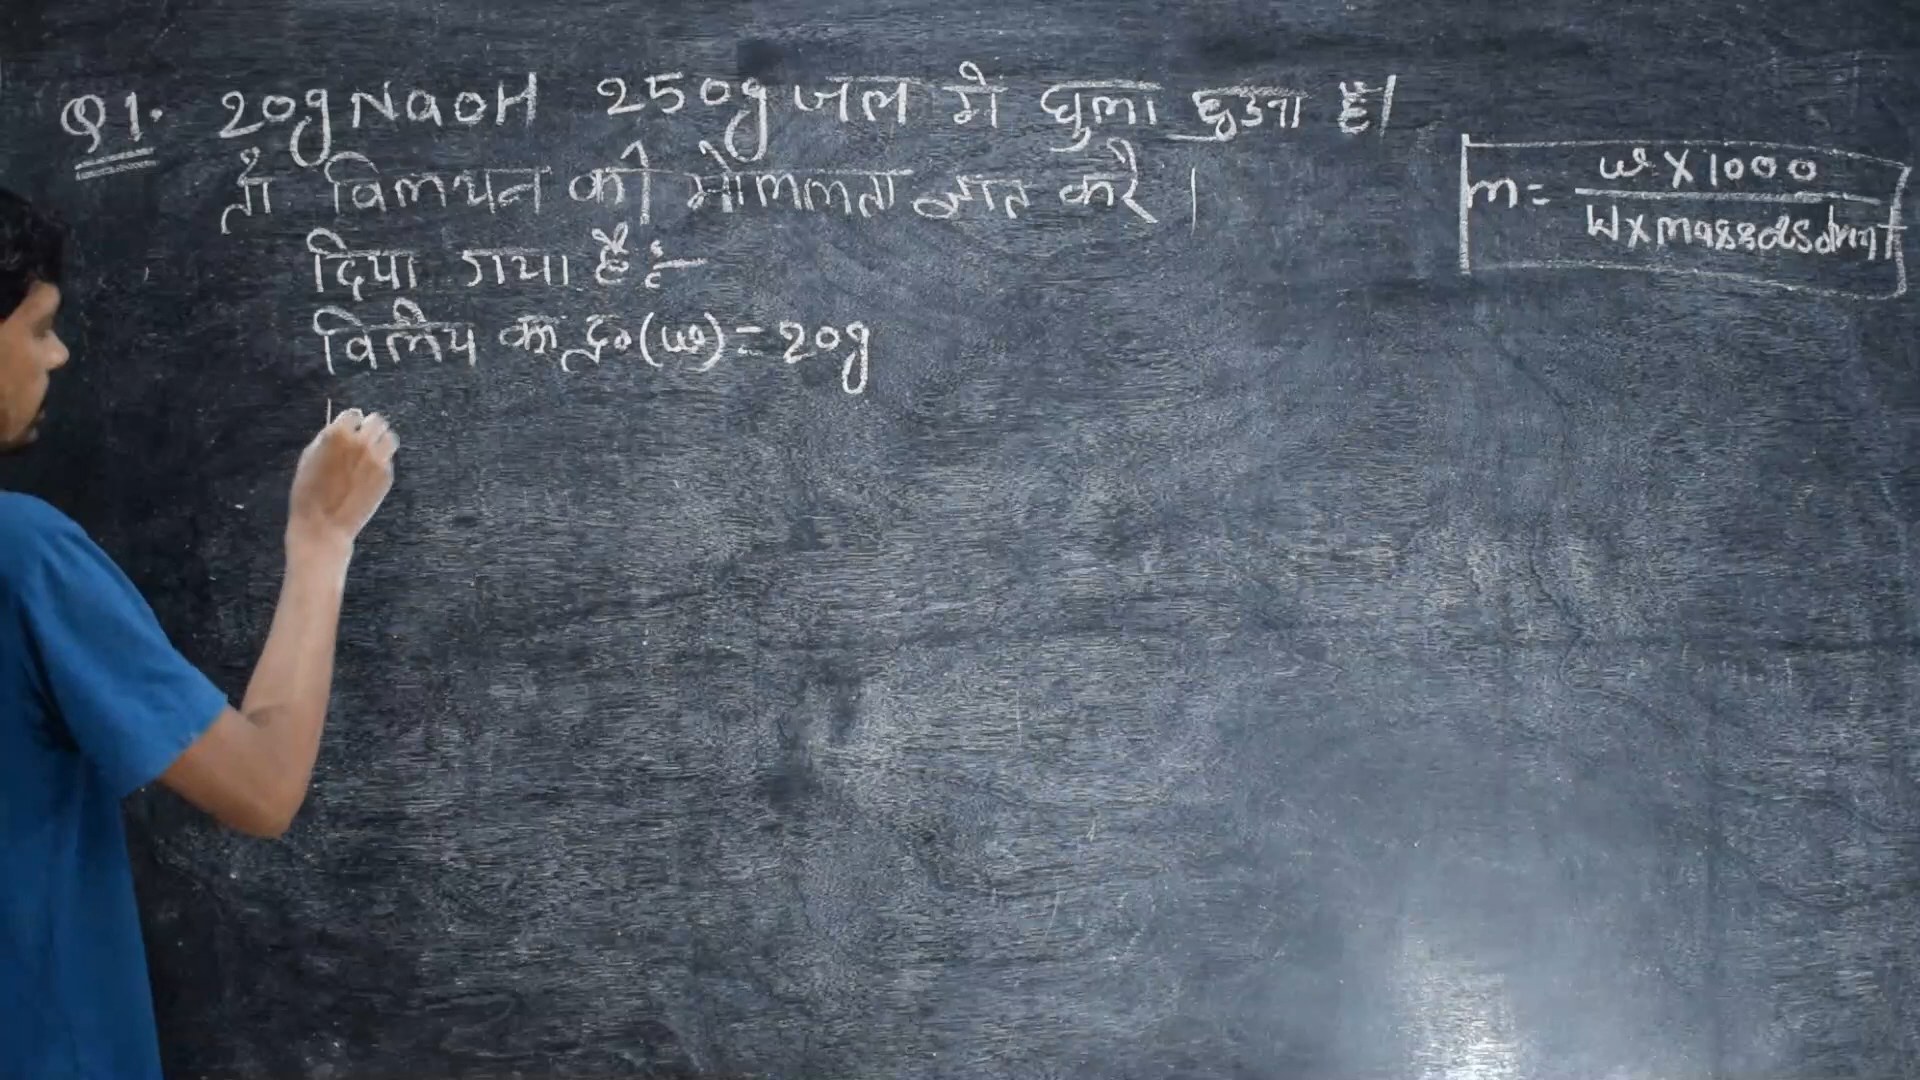 Q1. 20g NaOH 250g जल मे घुला हुआ है।
तो विलयन की मोललता ज्ञात करे।
m = w X 1000
W x mass of solvent
दिया गया है :-
विलेय का द्र० (w) = 20g